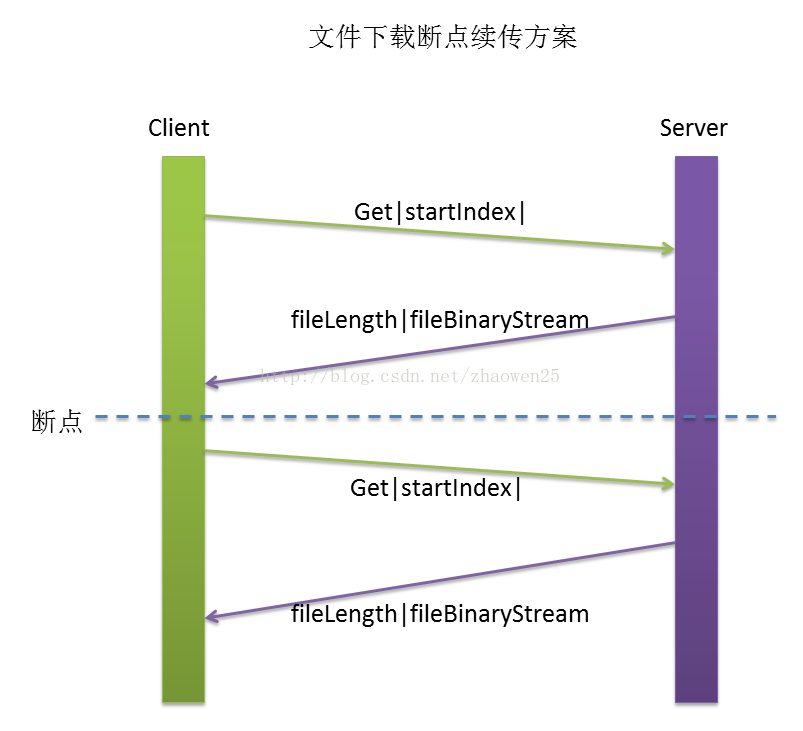 文件下载断点续传方案
Client
Server
Get|startIndex|
fileLength|fileBinaryStream
http://blog.csdn.net/zhaowen25
断点
Get|startIndex|
fileLength|fileBinaryStream